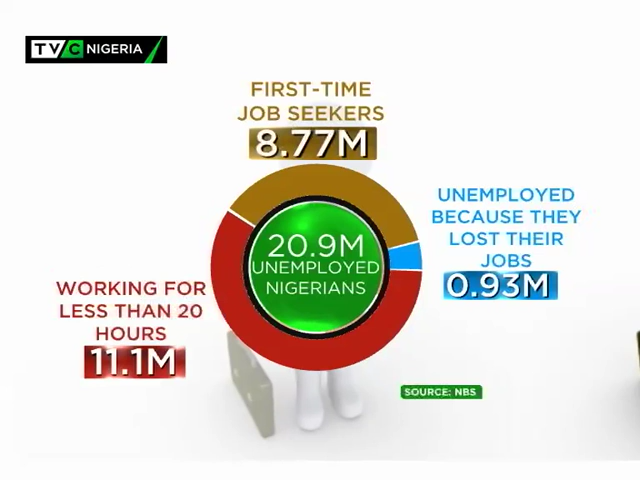 TVC NIGERIA
FIRST-TIME
JOB SEEKERS
8.77M
UNEMPLOYED
BECAUSE THEY
LOST THEIR
JOBS
0.93M
20.9M
UNEMPLOYED
NIGERIANS
WORKING FOR
LESS THAN 20
HOURS
11.1M
SOURCE: NBS